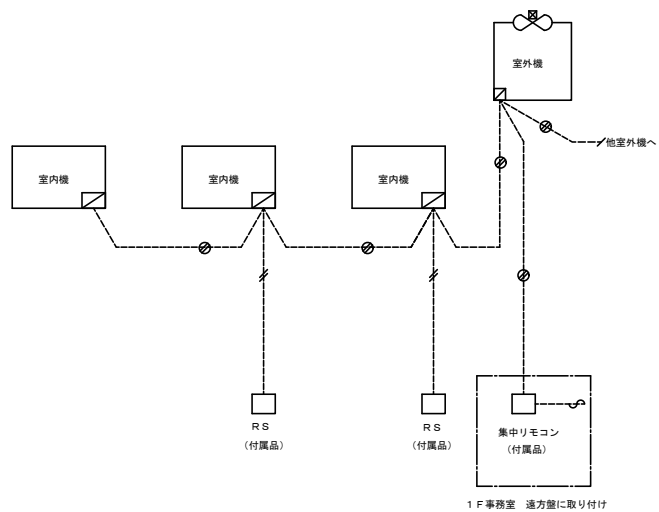 室外機
他室外機へ
室内機
室内機
室内機
RS
(付属品)
RS
(付属品)
集中リモコン
(付属品)
1F事務室 遠方盤に取り付け